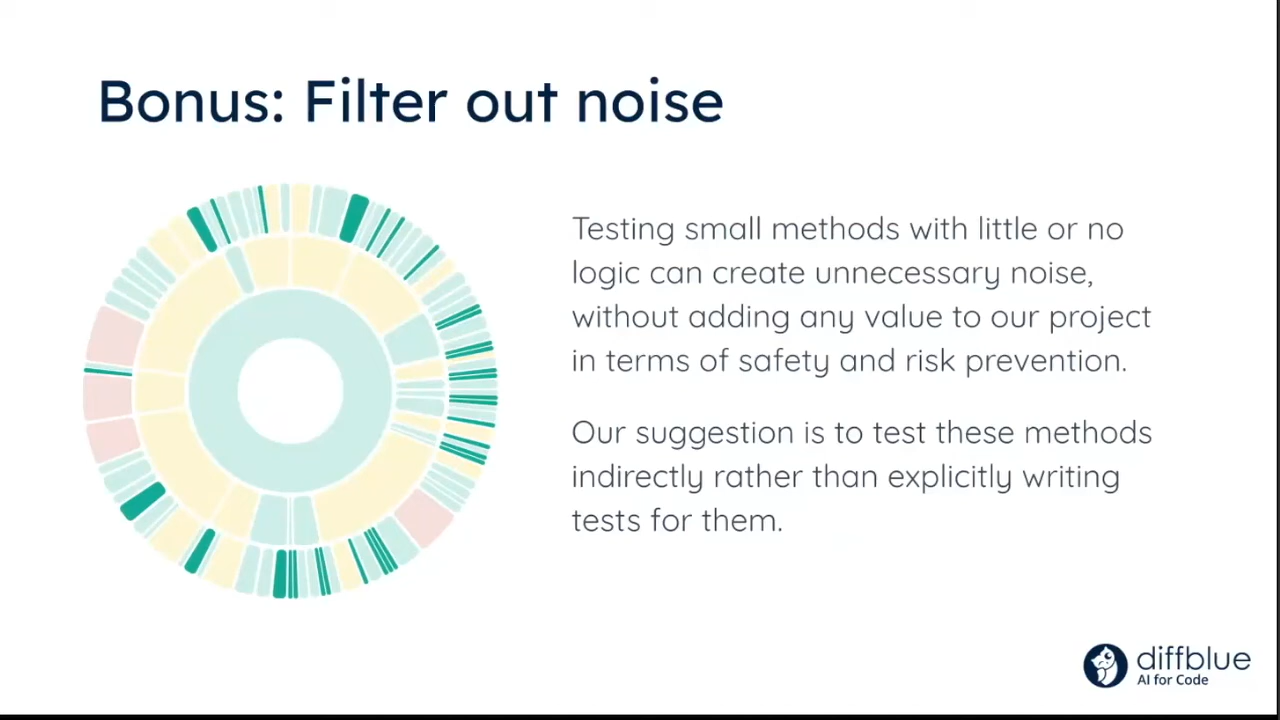 Bonus: Filter out noise
Testing small methods with little or no
logic can create unnecessary noise,
without adding any value to our project
in terms of safety and risk prevention.
Our suggestion is to test these methods
indirectly rather than explicitly writing
tests for them.
diffblue
AI for Code